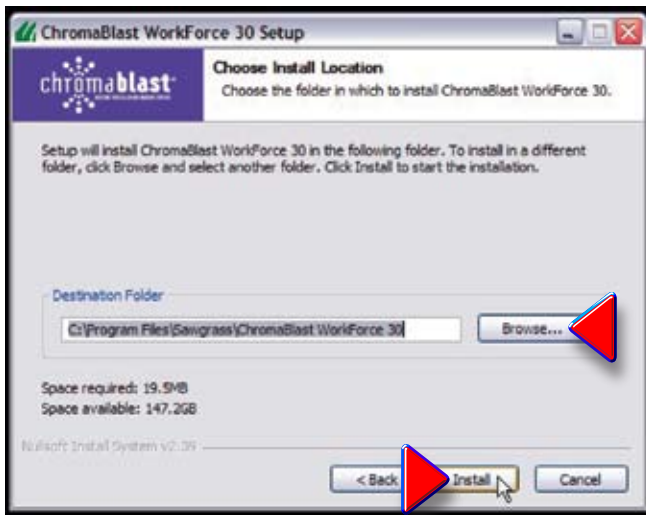 ChromaBlast WorkForce 30 Setup
chromablast
Choose Install Location
Choose the folder in which to install ChromaBlast WorkForce 30.
Setup will install ChromaBlast WorkForce 30 in the following folder. To install in a different
folder, click Browse and select another folder. Click Install to start the installation.
Destination Folder
C:\Program Files\Sawgrass\ChromaBlast WorkForce 30
Browse...
Space required: 19.5MB
Space available: 147.2GB
Nullsoft Install System v2.39
< Back
Install
Cancel